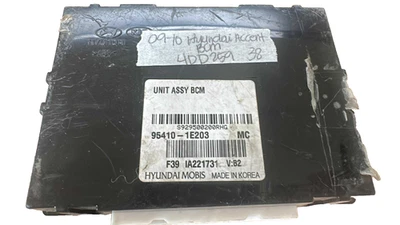 09-10 Hyundai Accent
BCM
4DD259 38
UNIT ASSY BCM
S929500200RHG
95410-1E203 MC
F39 IA221731 V:82
HYUNDAI MOBIS MADE IN KOREA